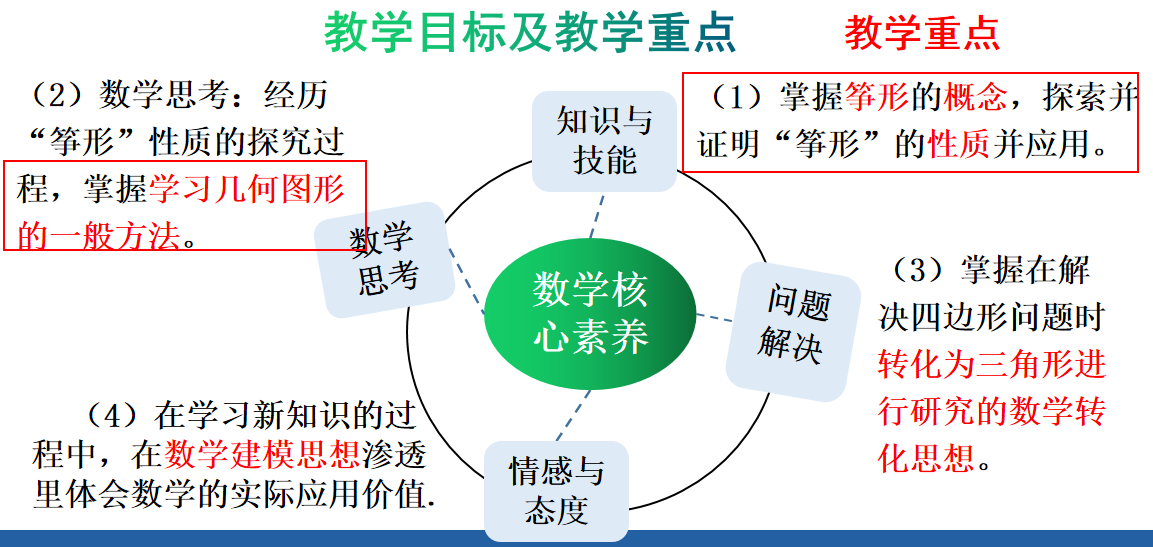 教学目标及教学重点
教学重点
（1）掌握筝形的概念，探索并
证明“筝形”的性质并应用。
（2）数学思考：经历
“筝形”性质的探究过
程，掌握学习几何图形
的一般方法。
知识与
技能
数学
思考
数学核
心素养
问题
解决
（3）掌握在解
决四边形问题时
转化为三角形进
行研究的数学转
化思想。
（4）在学习新知识的过
程中，在数学建模思想渗透
里体会数学的实际应用价值.
情感与
态度